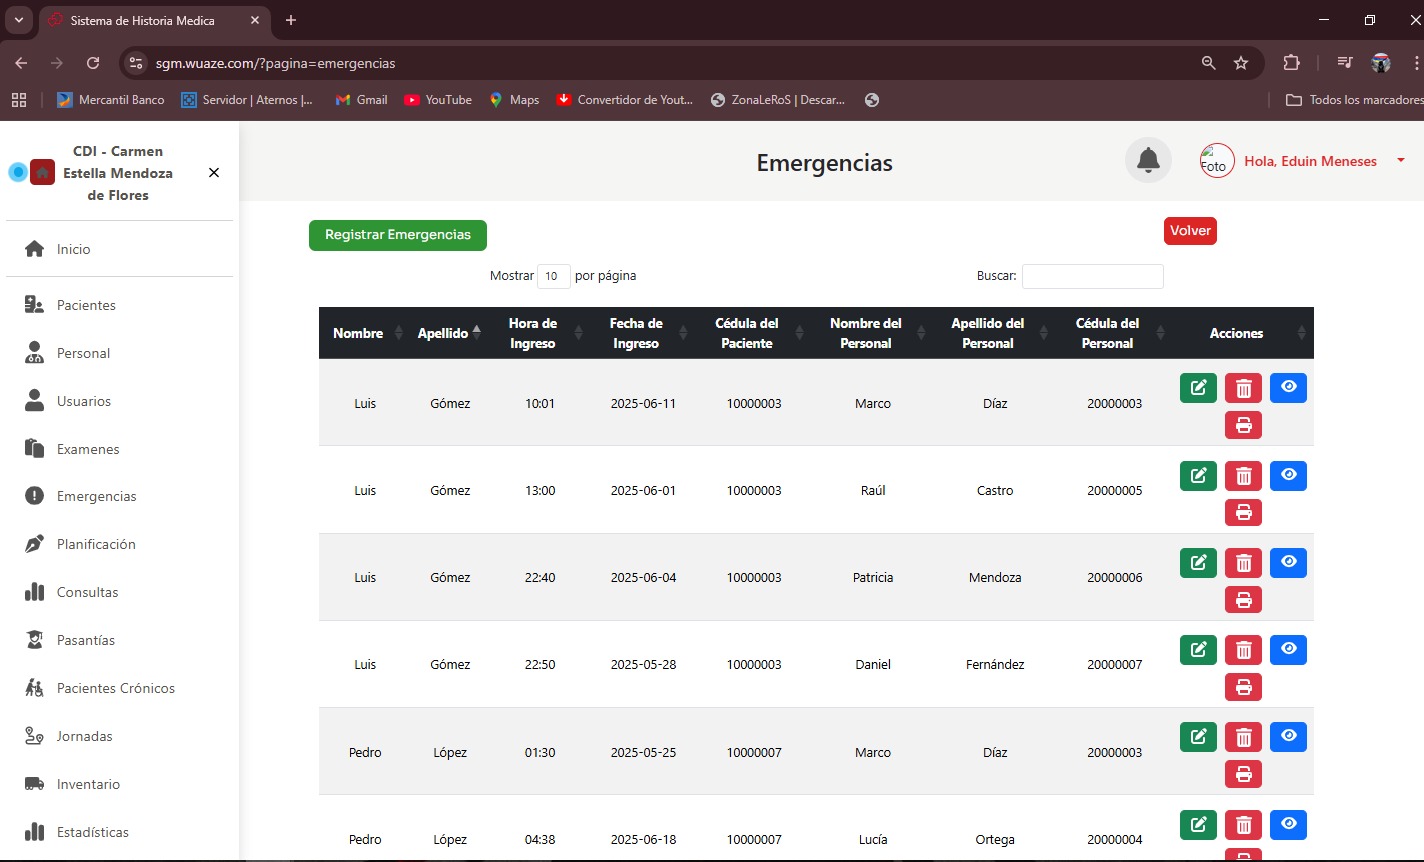 Sistema de Historia Medica
sgm.wuaze.com/?pagina=emergencias
Mercantil Banco
Servidor | Aternos |...
Gmail
YouTube
Maps
Convertidor de Yout...
ZonaLeRoS | Descar...
Todos los marcadores
CDI - Carmen
Estella Mendoza
de Flores
Inicio
Pacientes
Personal
Usuarios
Examenes
Emergencias
Planificación
Consultas
Pasantías
Pacientes Crónicos
Jornadas
Inventario
Estadísticas
Emergencias
Foto
Hola, Eduin Meneses
Registrar Emergencias
Volver
Mostrar 10 por página
Buscar:
Nombre Apellido Hora de Ingreso Fecha de Ingreso Cédula del Paciente Nombre del Personal Apellido del Personal Cédula del Personal Acciones
Luis Gómez 10:01 2025-06-11 10000003 Marco Díaz 20000003
Luis Gómez 13:00 2025-06-01 10000003 Raúl Castro 20000005
Luis Gómez 22:40 2025-06-04 10000003 Patricia Mendoza 20000006
Luis Gómez 22:50 2025-05-28 10000003 Daniel Fernández 20000007
Pedro López 01:30 2025-05-25 10000007 Marco Díaz 20000003
Pedro López 04:38 2025-06-18 10000007 Lucía Ortega 20000004